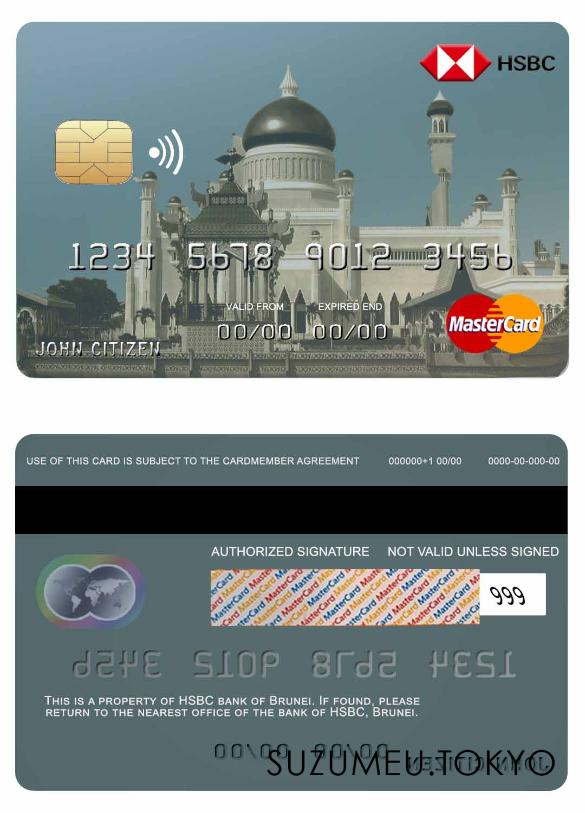 HSBC
1234 5678 9012 3456
VALID FROM EXPIRED END
00/00 00/00
MasterCard
JOHN CITIZEN
USE OF THIS CARD IS SUBJECT TO THE CARDMEMBER AGREEMENT 000000+1 00/00 0000-00-000-00
AUTHORIZED SIGNATURE NOT VALID UNLESS SIGNED
MasterCard MasterCard MasterCard
999
THIS IS A PROPERTY OF HSBC BANK OF BRUNEI. IF FOUND, PLEASE
RETURN TO THE NEAREST OFFICE OF THE BANK OF HSBC, BRUNEI.
SUZUMEU.TOKYO